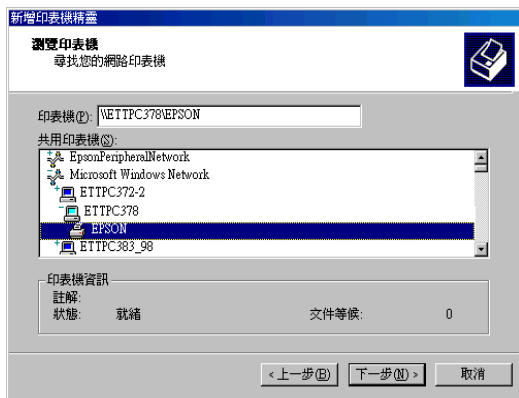 新增印表機精靈
瀏覽印表機
尋找您的網路印表機
印表機(P): \\ETTPC378\EPSON
共用印表機(S):
EpsonPeripheralNetwork
Microsoft Windows Network
ETTPC372-2
ETTPC378
EPSON
ETTPC383_98
印表機資訊
註解:
狀態: 就緒 文件等候: 0
<上一步(B) 下一步(N)> 取消